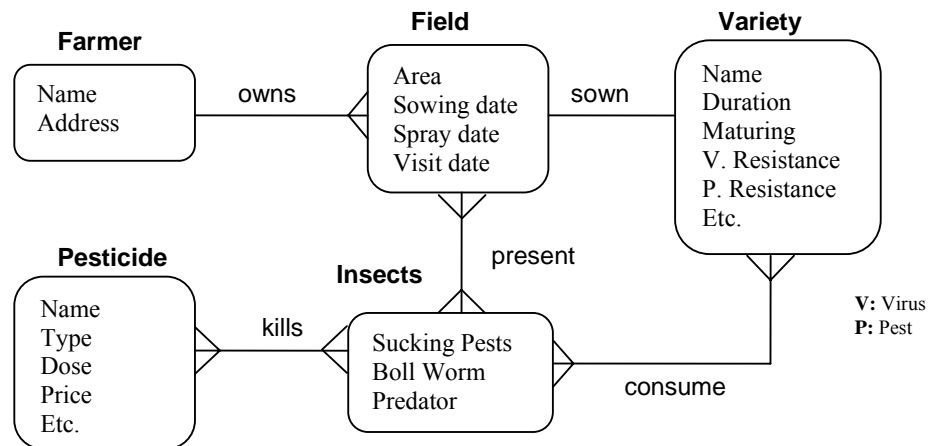 Farmer
Name
Address
owns
Field
Area
Sowing date
Spray date
Visit date
sown
Variety
Name
Duration
Maturing
V. Resistance
P. Resistance
Etc.
Pesticide
Name
Type
Dose
Price
Etc.
kills
Insects
Sucking Pests
Boll Worm
Predator
present
consume
V: Virus
P: Pest